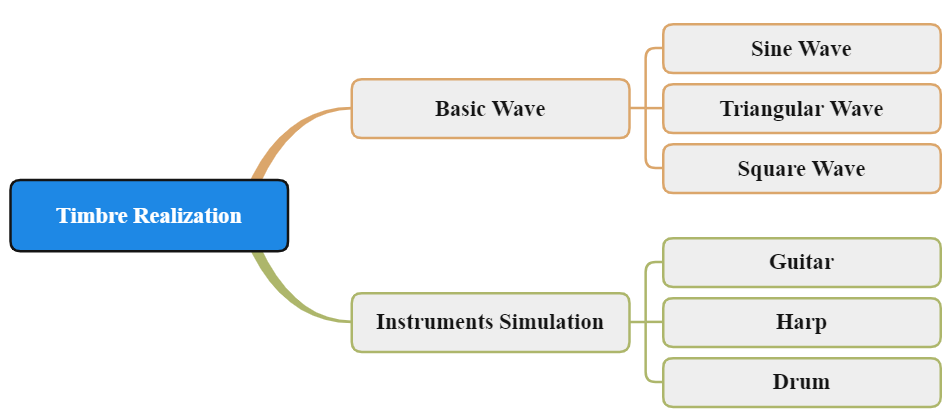 Timbre Realization
Basic Wave
Sine Wave
Triangular Wave
Square Wave
Instruments Simulation
Guitar
Harp
Drum